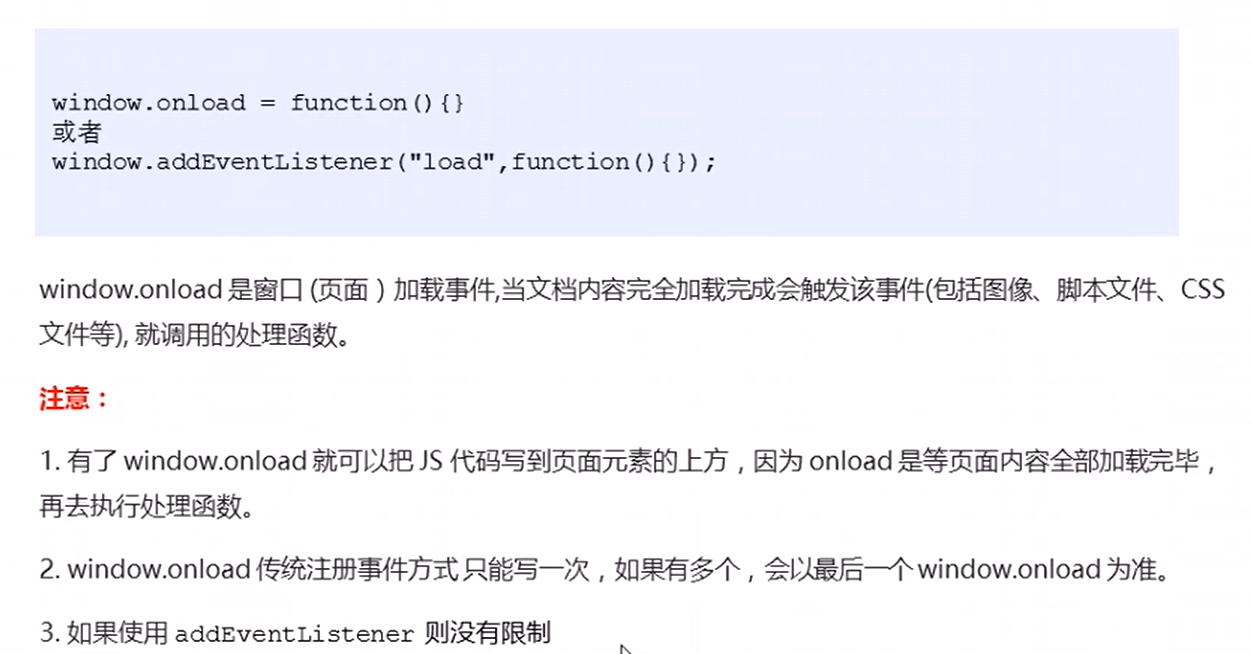 window.onload = function(){}
或者
window.addEventListener("load",function(){});
window.onload 是窗口 (页面）加载事件,当文档内容完全加载完成会触发该事件(包括图像、脚本文件、CSS
文件等), 就调用的处理函数。
注意：
1. 有了 window.onload 就可以把 JS 代码写到页面元素的上方，因为 onload 是等页面内容全部加载完毕，
再去执行处理函数。
2. window.onload 传统注册事件方式 只能写一次，如果有多个，会以最后一个 window.onload 为准。
3. 如果使用 addEventListener 则没有限制